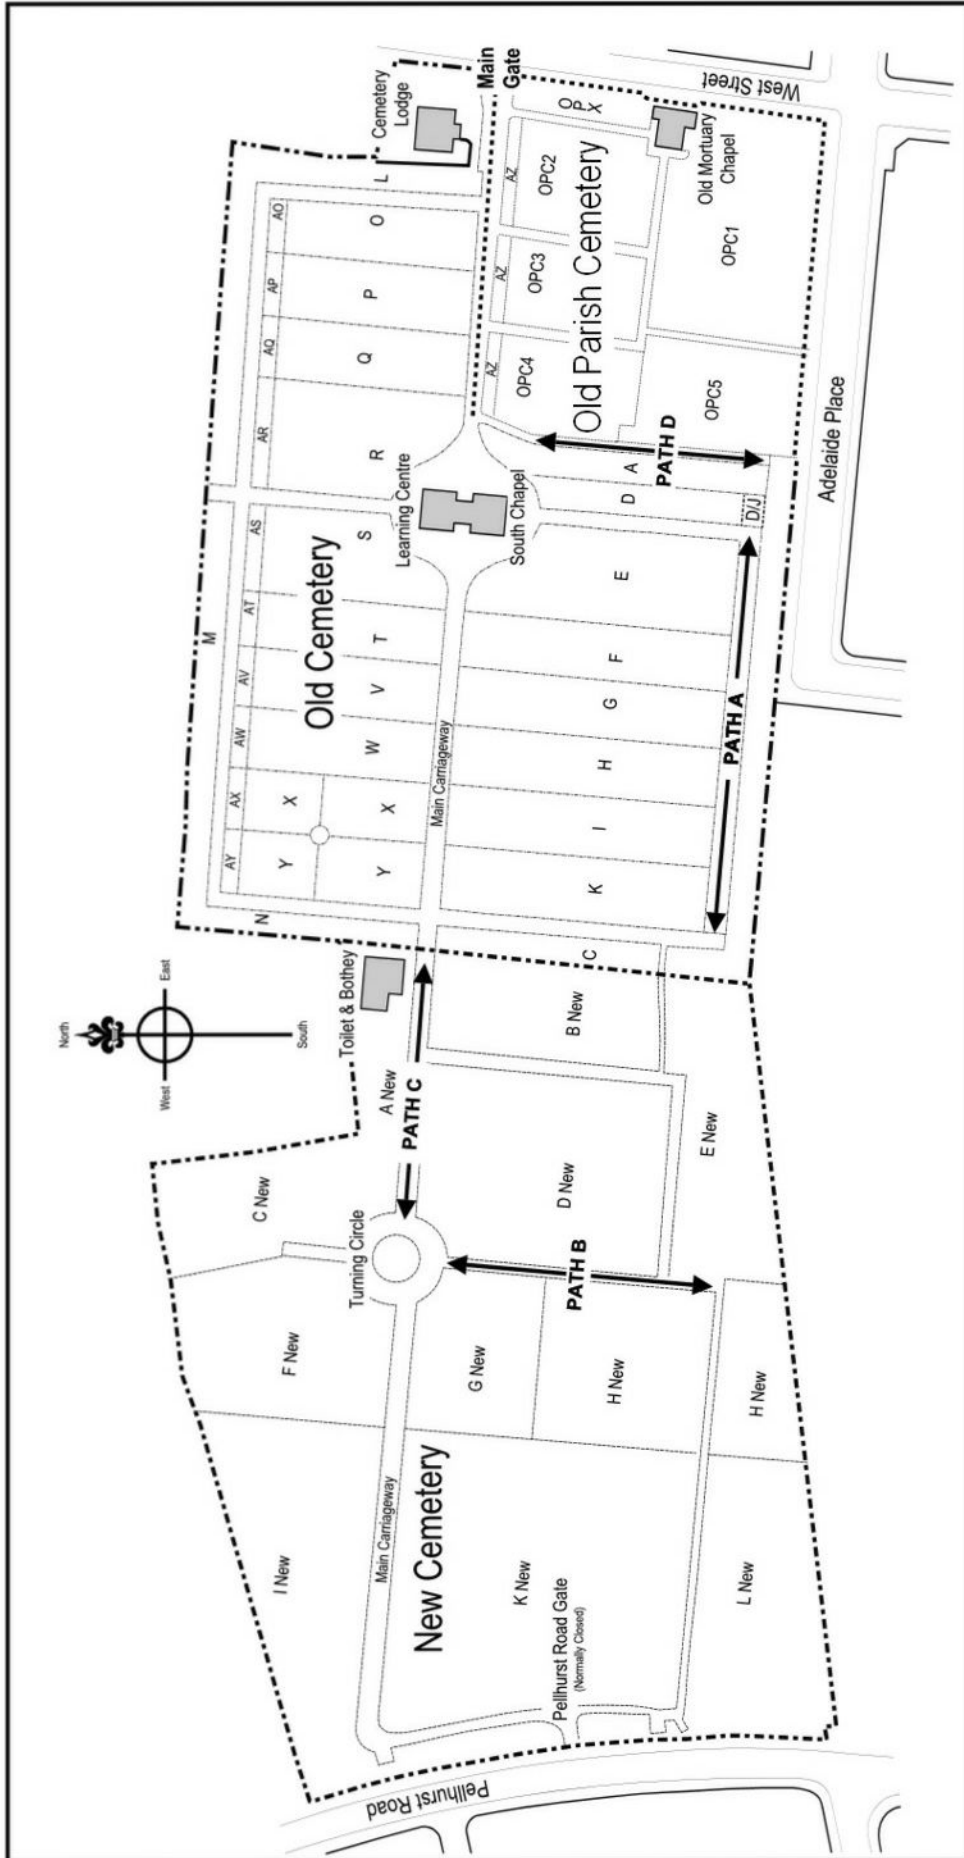 North
West
East
South
Old Cemetery
M
N
L
Cemetery
Lodge
Main
Gate
West Street
AY
AX
AW
AV
AT
AS
AR
AQ
AP
AO
Y
X
Y
X
W
V
T
S
R
Q
P
O
Learning Centre
South Chapel
Main Carriageway
Old Parish Cemetery
AZ
AZ
AZ
OPC4
OPC3
OPC2
O
P
X
Old Mortuary
Chapel
OPC5
OPC1
PATH D
A
D
D/J
E
F
G
H
I
K
C
PATH A
Adelaide Place
Toilet & Bothey
A New
PATH C
B New
C New
D New
E New
Turning Circle
PATH B
F New
G New
H New
H New
New Cemetery
Main Carriageway
I New
K New
L New
Pellhurst Road Gate
(Normally Closed)
Pellhurst Road